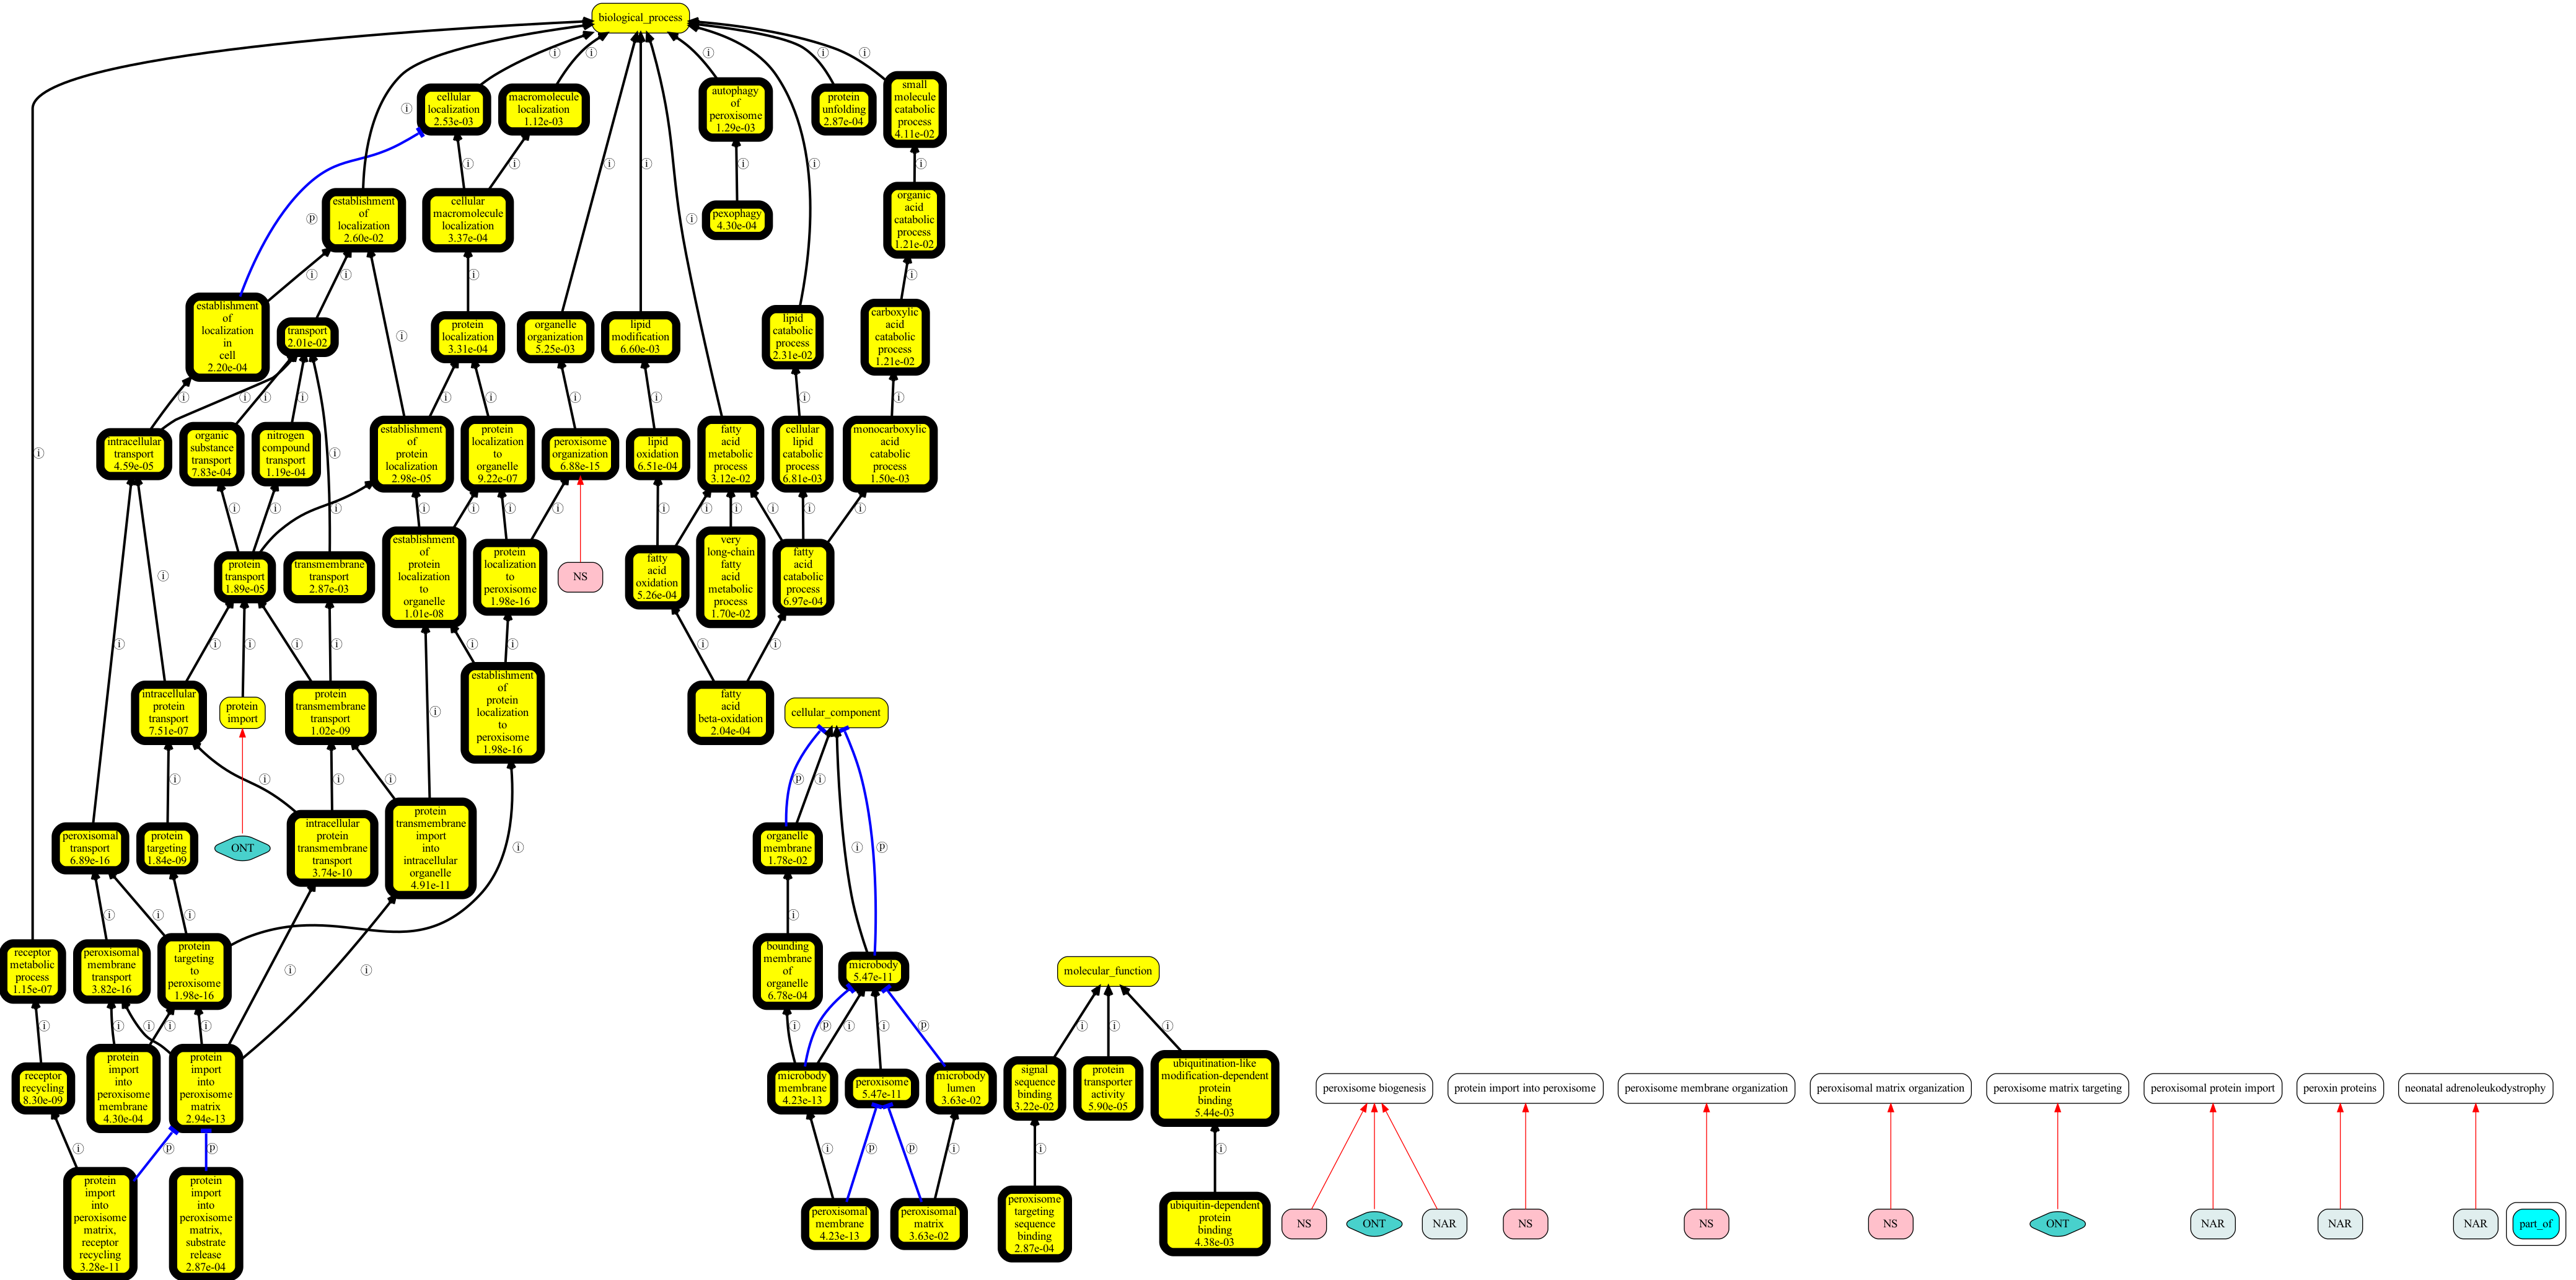 biological_process
cellular
localization
2.53e-03
macromolecule
localization
1.12e-03
autophagy
of
peroxisome
1.29e-03
protein
unfolding
2.87e-04
small
molecule
catabolic
process
4.11e-02
establishment
of
localization
2.60e-02
cellular
macromolecule
localization
3.37e-04
pexophagy
4.30e-04
organic
acid
catabolic
process
1.21e-02
establishment
of
localization
in
cell
2.20e-04
transport
2.01e-02
protein
localization
3.31e-04
organelle
organization
5.25e-03
lipid
modification
6.60e-03
lipid
catabolic
process
2.31e-02
carboxylic
acid
catabolic
process
1.21e-02
intracellular
transport
4.59e-05
organic
substance
transport
7.83e-04
nitrogen
compound
transport
1.19e-04
establishment
of
protein
localization
2.98e-05
protein
localization
to
organelle
9.22e-07
peroxisome
organization
6.88e-15
lipid
oxidation
6.51e-04
fatty
acid
metabolic
process
3.12e-02
cellular
lipid
catabolic
process
6.81e-03
monocarboxylic
acid
catabolic
process
1.50e-03
protein
transport
1.89e-05
transmembrane
transport
2.87e-03
establishment
of
protein
localization
to
organelle
1.01e-08
protein
localization
to
peroxisome
1.98e-16
NS
fatty
acid
oxidation
5.26e-04
very
long-chain
fatty
acid
metabolic
process
1.70e-02
fatty
acid
catabolic
process
6.97e-04
intracellular
protein
transport
7.51e-07
protein
import
protein
transmembrane
transport
1.02e-09
establishment
of
protein
localization
to
peroxisome
1.98e-16
fatty
acid
beta-oxidation
2.04e-04
cellular_component
peroxisomal
transport
6.89e-16
protein
targeting
1.84e-09
ONT
intracellular
protein
transmembrane
transport
3.74e-10
protein
transmembrane
import
into
intracellular
organelle
4.91e-11
organelle
membrane
1.78e-02
receptor
metabolic
process
1.15e-07
peroxisomal
membrane
transport
3.82e-16
protein
targeting
to
peroxisome
1.98e-16
bounding
membrane
of
organelle
6.78e-04
microbody
5.47e-11
molecular_function
receptor
recycling
8.30e-09
protein
import
into
peroxisome
membrane
4.30e-04
protein
import
into
peroxisome
matrix
2.94e-13
microbody
membrane
4.23e-13
peroxisome
5.47e-11
microbody
lumen
3.63e-02
signal
sequence
binding
3.22e-02
protein
transporter
activity
5.90e-05
ubiquitination-like
modification-dependent
protein
binding
5.44e-03
peroxisome biogenesis
protein import into peroxisome
peroxisome membrane organization
peroxisomal matrix organization
peroxisome matrix targeting
peroxisomal protein import
peroxin proteins
neonatal adrenoleukodystrophy
protein
import
into
peroxisome
matrix,
receptor
recycling
3.28e-11
protein
import
into
peroxisome
matrix,
substrate
release
2.87e-04
peroxisomal
membrane
4.23e-13
peroxisomal
matrix
3.63e-02
peroxisome
targeting
sequence
binding
2.87e-04
ubiquitin-dependent
protein
binding
4.38e-03
NS
ONT
NAR
NS
NS
NS
ONT
NAR
NAR
NAR
part_of